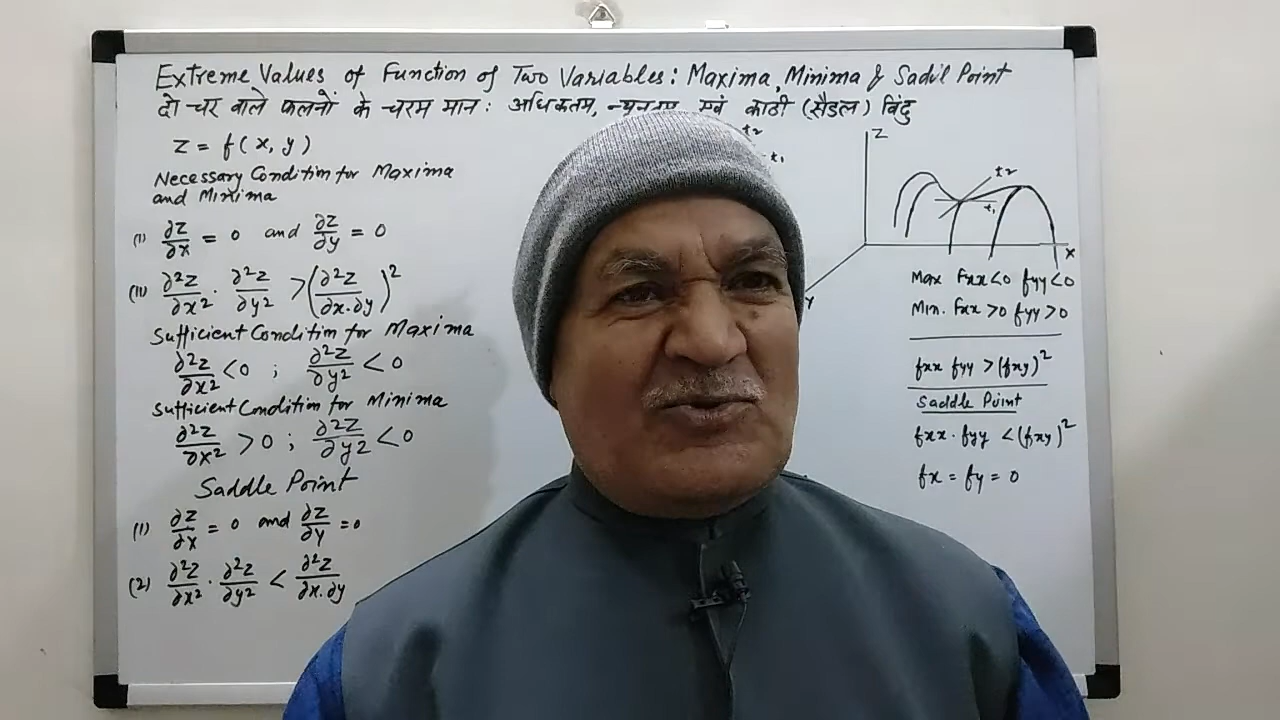 Extreme Values of Function of Two Variables: Maxima, Minima & Sadil Point
दो चर वाले फलनों के चरम मान: अधिकतम, एवं काठी (सैडल) बिंदु
z = f(x, y)
Necessary Condition for Maxima
and Minima
(I) ∂z/∂x = 0 and ∂z/∂y = 0
(II) ∂²z/∂x² . ∂²z/∂y² > (∂²z/∂x.∂y)²
Sufficient Condition for Maxima
∂²z/∂x² < 0 ; ∂²z/∂y² < 0
Sufficient Condition for Minima
∂²z/∂x² > 0 ; ∂²z/∂y² < 0
Saddle Point
(1) ∂z/∂x = 0 and ∂z/∂y = 0
(2) ∂²z/∂x² . ∂²z/∂y² < ∂²z/∂x.∂y
t2
t1
z
t2
t1
x
y
Max Fxx<0 fyy<0
Min. Fxx >0 fyy >0
fxx fyy > (fxy)²
Saddle Point
fxx . fyy < (fxy)²
fx = fy = 0